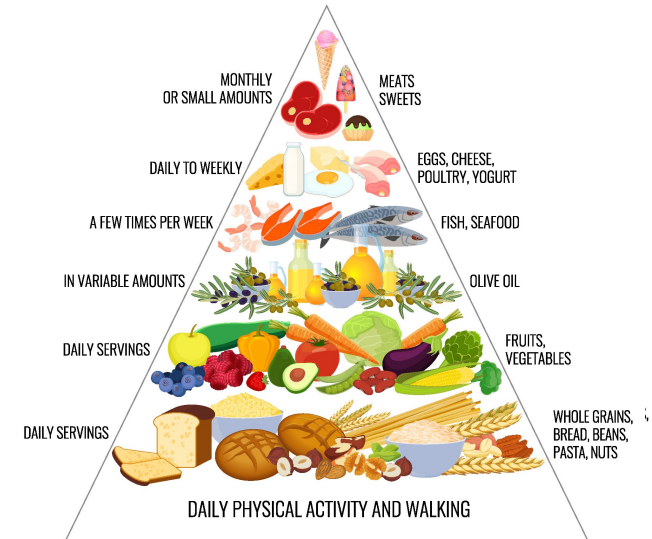 MONTHLY
OR SMALL AMOUNTS
MEATS
SWEETS
DAILY TO WEEKLY
EGGS, CHEESE,
POULTRY, YOGURT
A FEW TIMES PER WEEK
FISH, SEAFOOD
IN VARIABLE AMOUNTS
OLIVE OIL
DAILY SERVINGS
FRUITS,
VEGETABLES
DAILY SERVINGS
WHOLE GRAINS,
BREAD, BEANS,
PASTA, NUTS
DAILY PHYSICAL ACTIVITY AND WALKING